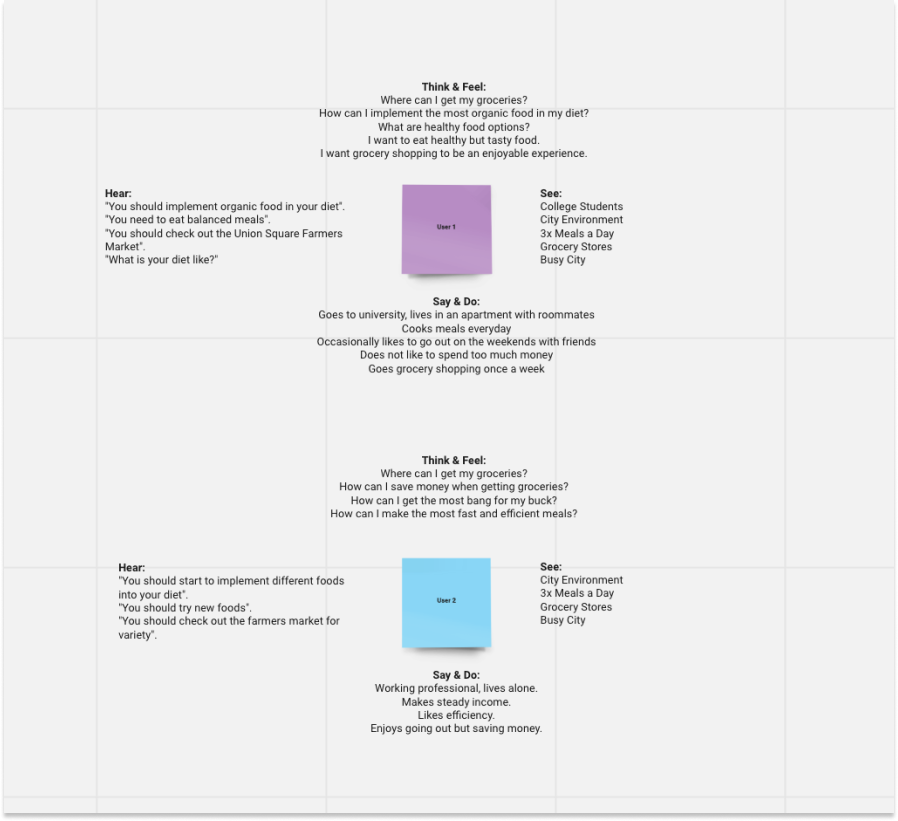 Think & Feel:
Where can I get my groceries?
How can I implement the most organic food in my diet?
What are healthy food options?
I want to eat healthy but tasty food.
I want grocery shopping to be an enjoyable experience.
Hear:
"You should implement organic food in your diet".
"You need to eat balanced meals".
"You should check out the Union Square Farmers
Market".
"What is your diet like?"
User 1
See:
College Students
City Environment
3x Meals a Day
Grocery Stores
Busy City
Say & Do:
Goes to university, lives in an apartment with roommates
Cooks meals everyday
Occasionally likes to go out on the weekends with friends
Does not like to spend too much money
Goes grocery shopping once a week
Think & Feel:
Where can I get my groceries?
How can I save money when getting groceries?
How can I get the most bang for my buck?
How can I make the most fast and efficient meals?
Hear:
"You should start to implement different foods
into your diet".
"You should try new foods".
"You should check out the farmers market for
variety".
User 2
See:
City Environment
3x Meals a Day
Grocery Stores
Busy City
Say & Do:
Working professional, lives alone.
Makes steady income.
Likes efficiency.
Enjoys going out but saving money.